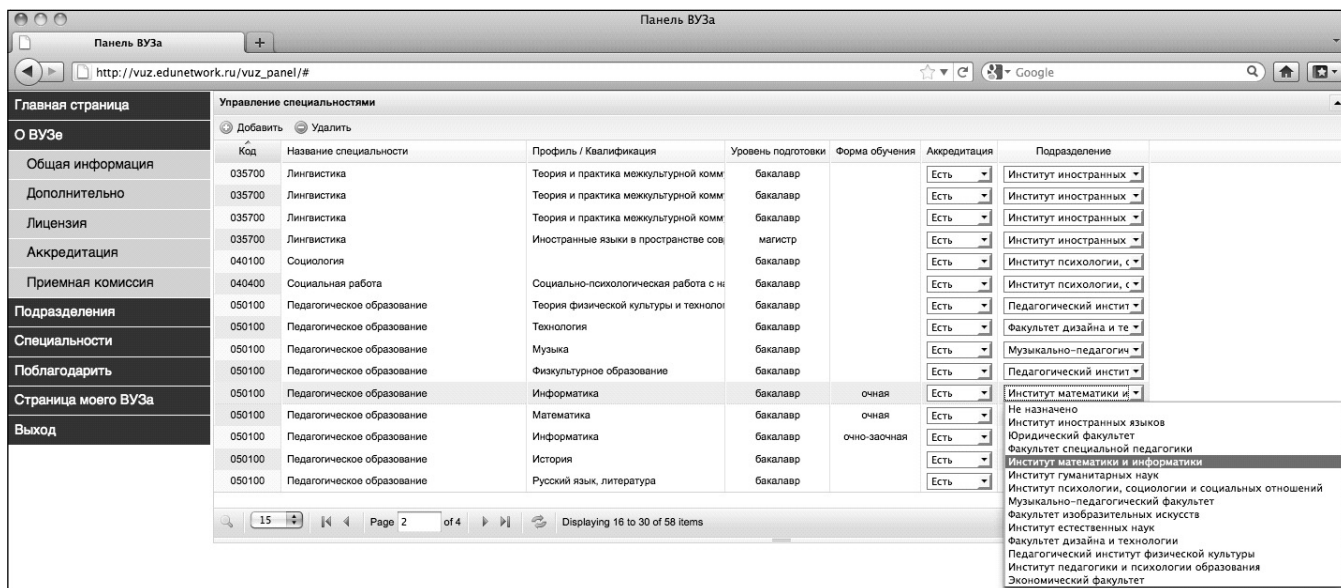 Панель ВУЗа
Панель ВУЗа
http://vuz.edunetwork.ru/vuz_panel/#
Google
Главная страница
О ВУЗе
Общая информация
Дополнительно
Лицензия
Аккредитация
Приемная комиссия
Подразделения
Специальности
Поблагодарить
Страница моего ВУЗа
Выход
Управление специальностями
Добавить Удалить
Код Название специальности Профиль / Квалификация Уровень подготовки Форма обучения Аккредитация Подразделение
035700 Лингвистика Теория и практика межкультурной комм бакалавр Есть Институт иностранных
035700 Лингвистика Теория и практика межкультурной комм бакалавр Есть Институт иностранных
035700 Лингвистика Теория и практика межкультурной комм бакалавр Есть Институт иностранных
035700 Лингвистика Иностранные языки в пространстве сов магистр Есть Институт иностранных
040100 Социология бакалавр Есть Институт психологии, с
040400 Социальная работа Социально-психологическая работа с на бакалавр Есть Институт психологии, с
050100 Педагогическое образование Теория физической культуры и техноло бакалавр Есть Педагогический инстит
050100 Педагогическое образование Технология бакалавр Есть Факультет дизайна и те
050100 Педагогическое образование Музыка бакалавр Есть Музыкально-педагогич
050100 Педагогическое образование Физкультурное образование бакалавр Есть Педагогический инстит
050100 Педагогическое образование Информатика бакалавр очная Есть Институт математики и
050100 Педагогическое образование Математика бакалавр очная Есть
050100 Педагогическое образование Информатика бакалавр очно-заочная Есть
050100 Педагогическое образование История бакалавр Есть
050100 Педагогическое образование Русский язык, литература бакалавр Есть
Не назначено
Институт иностранных языков
Юридический факультет
Факультет специальной педагогики
Институт математики и информатики
Институт гуманитарных наук
Институт психологии, социологии и социальных отношений
Музыкально-педагогический факультет
Факультет изобразительных искусств
Институт естественных наук
Факультет дизайна и технологии
Педагогический институт физической культуры
Институт педагогики и психологии образования
Экономический факультет
15 Page 2 of 4 Displaying 16 to 30 of 58 items